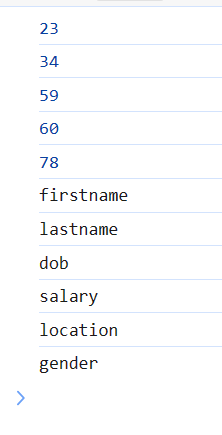 23
34
59
60
78
firstname
lastname
dob
salary
location
gender